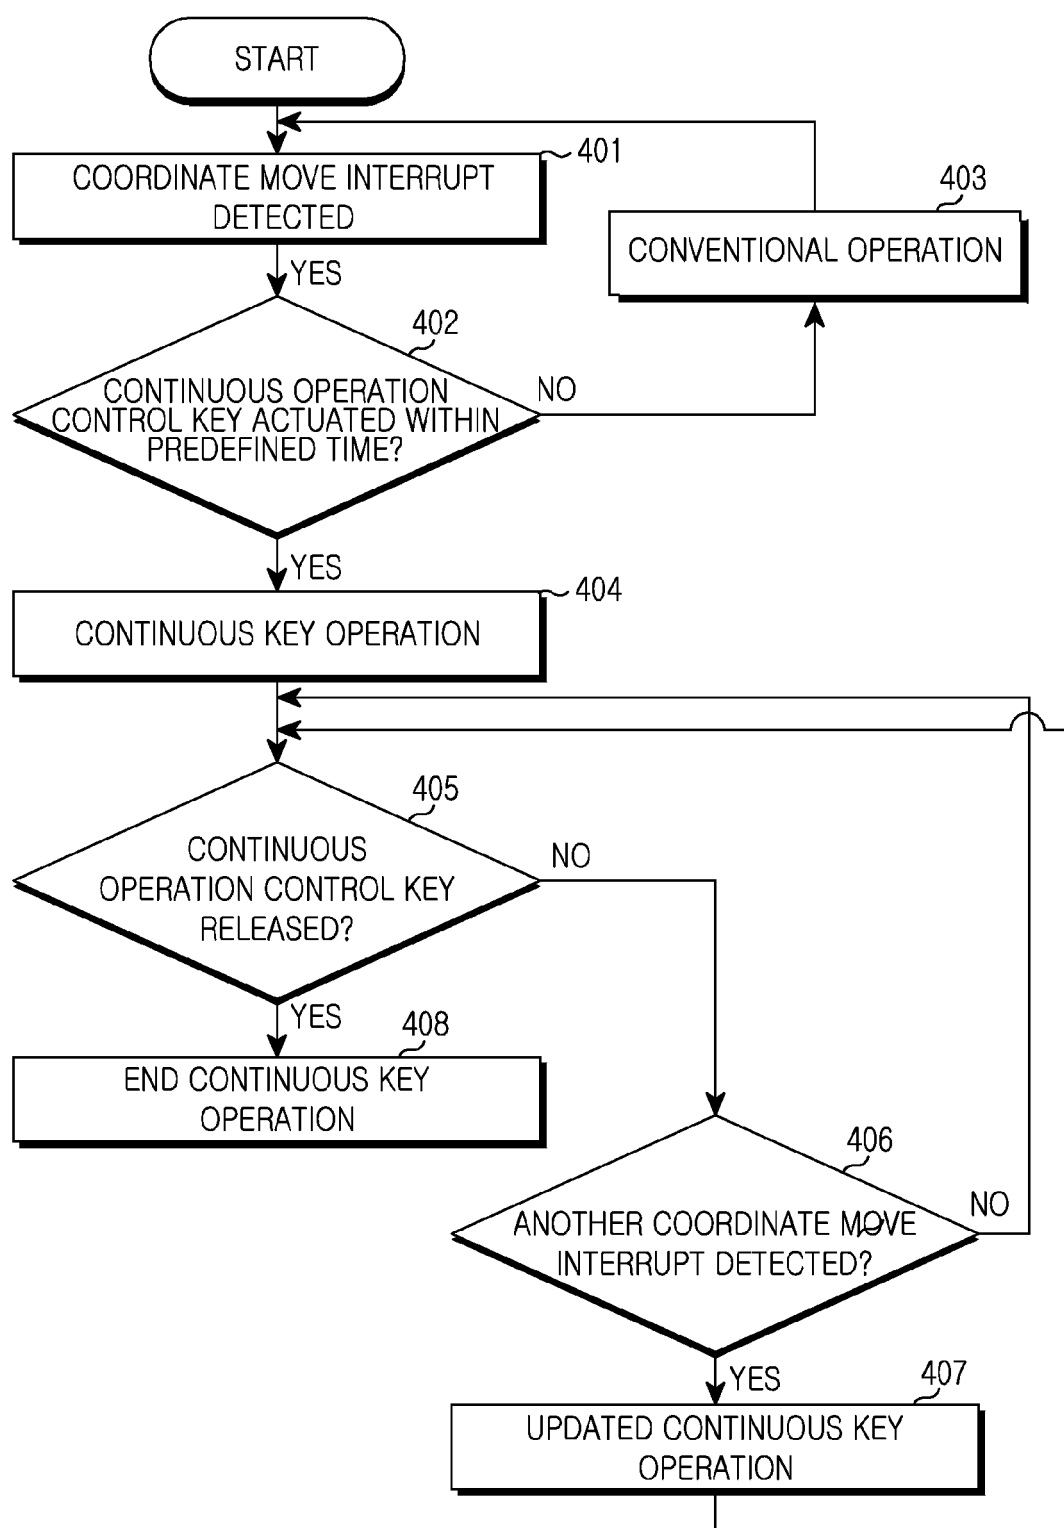 START
401
COORDINATE MOVE INTERRUPT
DETECTED
403
CONVENTIONAL OPERATION
YES
402
CONTINUOUS OPERATION
CONTROL KEY ACTUATED WITHIN
PREDEFINED TIME?
NO
YES
404
CONTINUOUS KEY OPERATION
405
CONTINUOUS
OPERATION CONTROL KEY
RELEASED?
NO
YES
408
END CONTINUOUS KEY
OPERATION
406
ANOTHER COORDINATE MOVE
INTERRUPT DETECTED?
NO
YES
407
UPDATED CONTINUOUS KEY
OPERATION